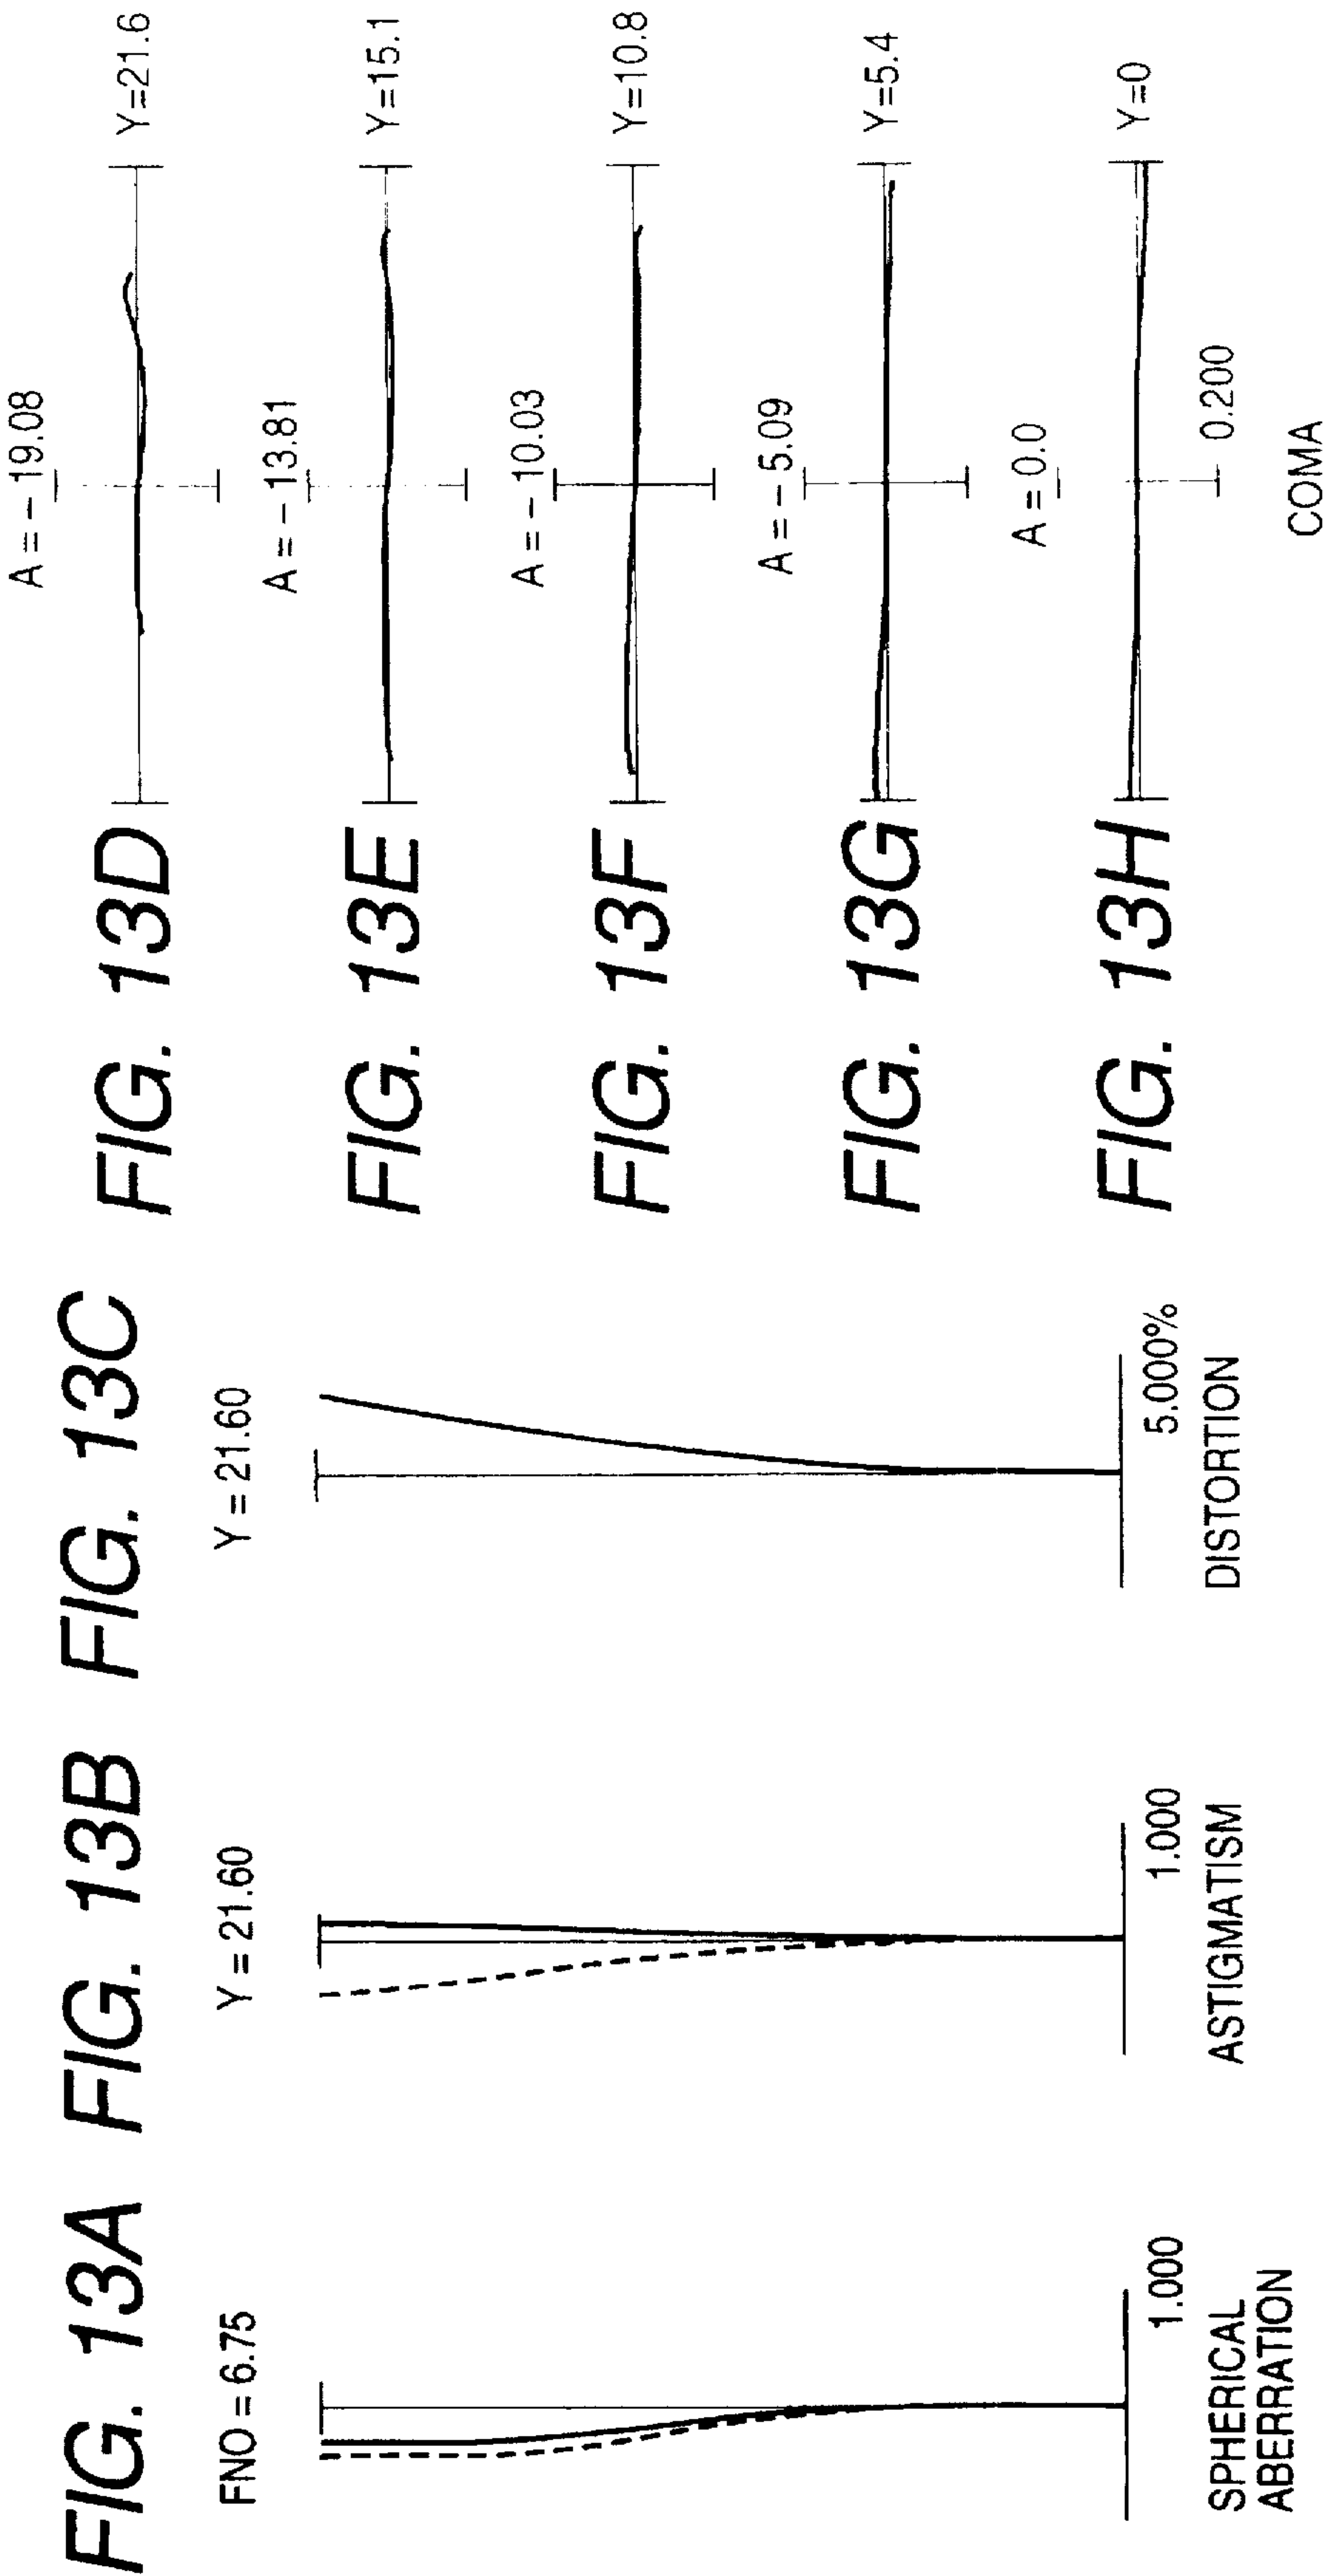 FIG. 13A
FNO = 6.75
1.000
SPHERICAL
ABERRATION
FIG. 13B
Y = 21.60
1.000
ASTIGMATISM
FIG. 13C
Y = 21.60
5.000%
DISTORTION
FIG. 13D
A = - 19.08
Y=21.6
FIG. 13E
A = - 13.81
Y=15.1
FIG. 13F
A = - 10.03
Y=10.8
FIG. 13G
A = - 5.09
Y=5.4
FIG. 13H
A = 0.0
Y=0
0.200
COMA